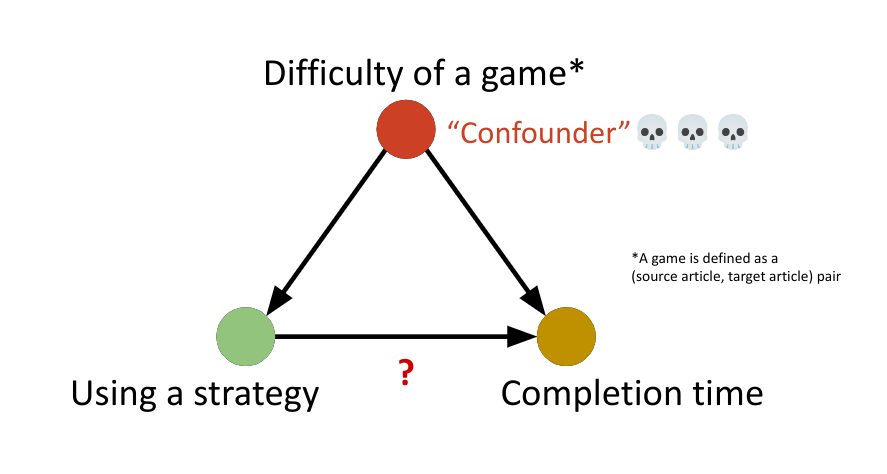 Difficulty of a game*
“Confounder”💀💀💀
*A game is defined as a
(source article, target article) pair
?
Using a strategy
Completion time